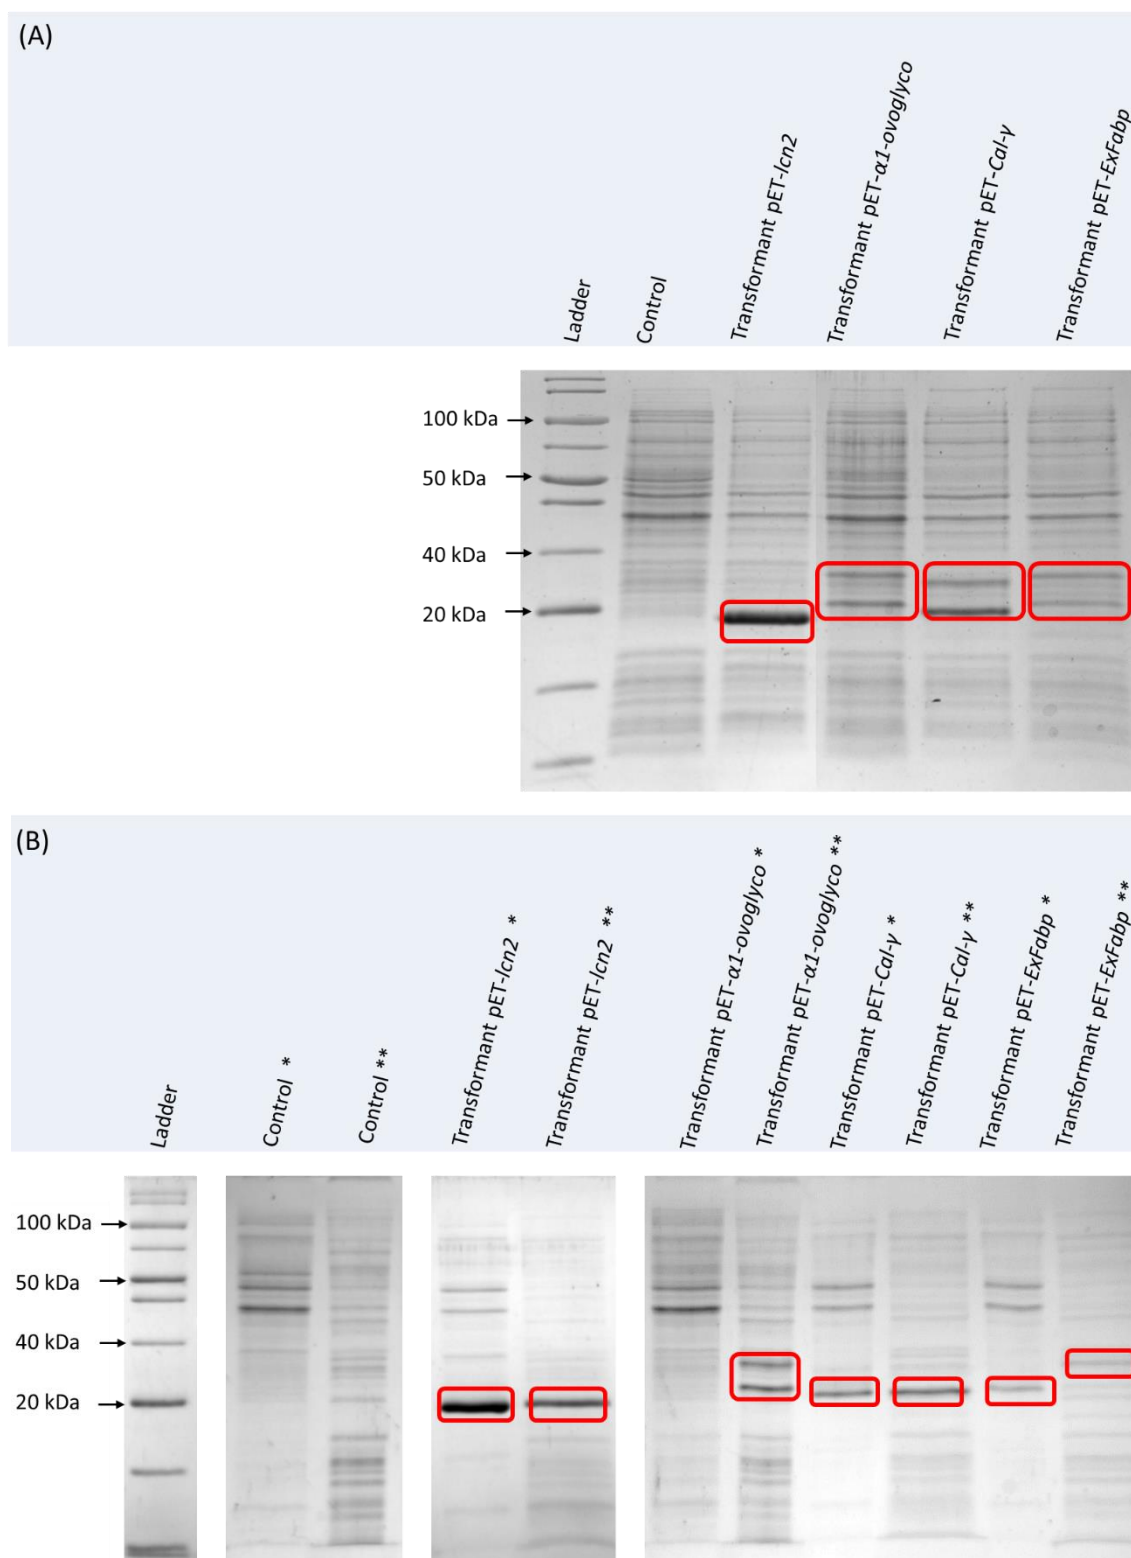 (A)
Ladder
Control
Transformant pET-lcn2
Transformant pET-α1-ovoglyco
Transformant pET-Cal-γ
Transformant pET-ExFabp
100 kDa
50 kDa
40 kDa
20 kDa
(B)
Ladder
Control *
Control **
Transformant pET-lcn2 *
Transformant pET-lcn2 **
Transformant pET-α1-ovoglyco *
Transformant pET-α1-ovoglyco **
Transformant pET-Cal-γ *
Transformant pET-Cal-γ **
Transformant pET-ExFabp *
Transformant pET-ExFabp **
100 kDa
50 kDa
40 kDa
20 kDa